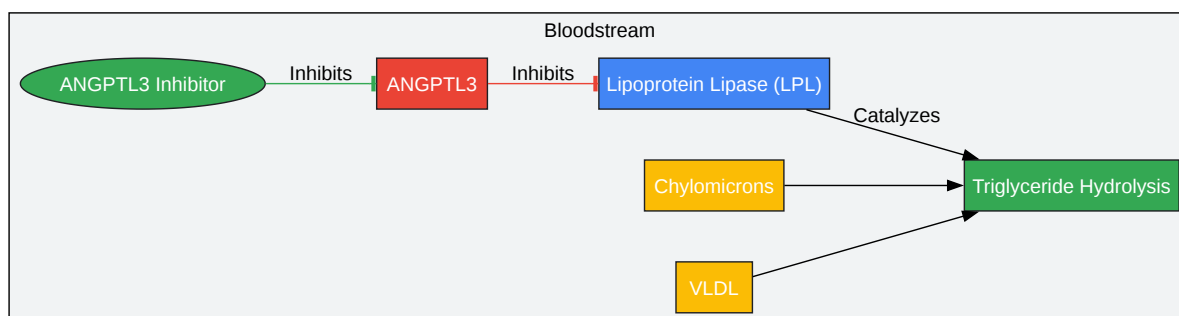 Bloodstream
ANGPTL3 Inhibitor
Inhibits
ANGPTL3
Inhibits
Lipoprotein Lipase (LPL)
Catalyzes
Chylomicrons
Triglyceride Hydrolysis
VLDL